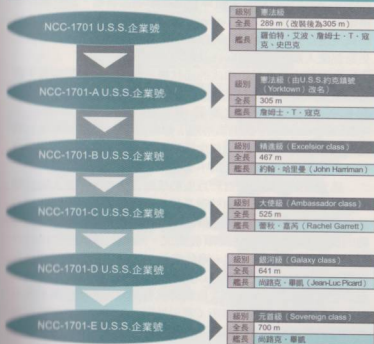 NCC-1701 U.S.S.企業號
級別 憲法級
全長 289 m（改裝後為305 m）
艦長 羅伯特．艾波、詹姆士．T．寇克、史巴克
NCC-1701-A U.S.S.企業號
級別 憲法級（由U.S.S.約克鎮號
（Yorktown）改名）
全長 305 m
艦長 詹姆士．T．寇克
NCC-1701-B U.S.S.企業號
級別 精進級（Excelsior class）
全長 467 m
艦長 約翰．哈里曼（John Harriman）
NCC-1701-C U.S.S.企業號
級別 大使級（Ambassador class）
全長 525 m
艦長 蕾秋．嘉芮（Rachel Garrett）
NCC-1701-D U.S.S.企業號
級別 銀河級（Galaxy class）
全長 641 m
艦長 尚路克．畢凱（Jean-Luc Picard）
NCC-1701-E U.S.S.企業號
級別 元首級（Sovereign class）
全長 700 m
艦長 尚路克．畢凱